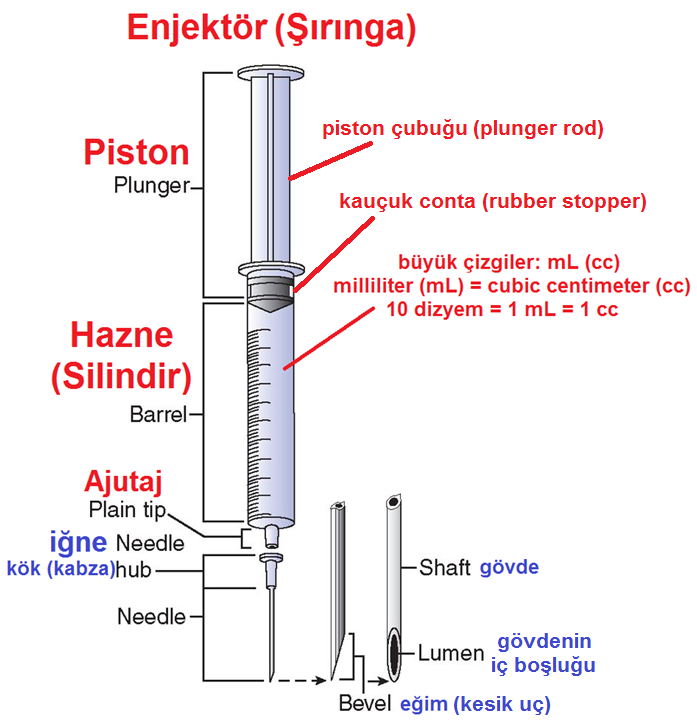 Enjektör (Şırınga)
piston çubuğu (plunger rod)
Piston
Plunger
kauçuk conta (rubber stopper)
büyük çizgiler: mL (cc)
milliliter (mL) = cubic centimeter (cc)
10 dizyem = 1 mL = 1 cc
Hazne
(Silindir)
Barrel
Ajutaj
Plain tip
iğne Needle
kök (kabza) hub
Shaft gövde
Needle
Lumen gövdenin
iç boşluğu
Bevel eğim (kesik uç)